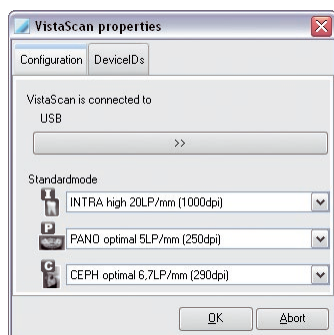 VistaScan properties
Configuration DeviceIDs
VistaScan is connected to
USB
>>
Standardmode
I
INTRA high 20LP/mm (1000dpi)
P
PANO optimal 5LP/mm (250dpi)
C
CEPH optimal 6,7LP/mm (290dpi)
OK Abort